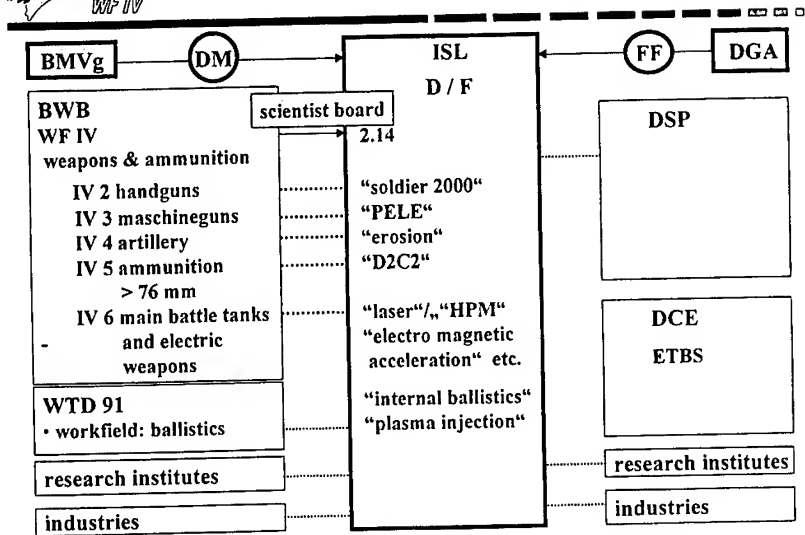 WF IV
BMVg
DM
ISL
D / F
FF
DGA
BWB
WF IV
weapons & ammunition
IV 2 handguns
IV 3 maschineguns
IV 4 artillery
IV 5 ammunition
> 76 mm
IV 6 main battle tanks
- and electric
weapons
WTD 91
• workfield: ballistics
research institutes
industries
scientist board
2.14
“soldier 2000“
“PELE“
“erosion“
“D2C2“
“laser“/„“HPM“
“electro magnetic
acceleration“ etc.
“internal ballistics“
“plasma injection“
DSP
DCE
ETBS
research institutes
industries